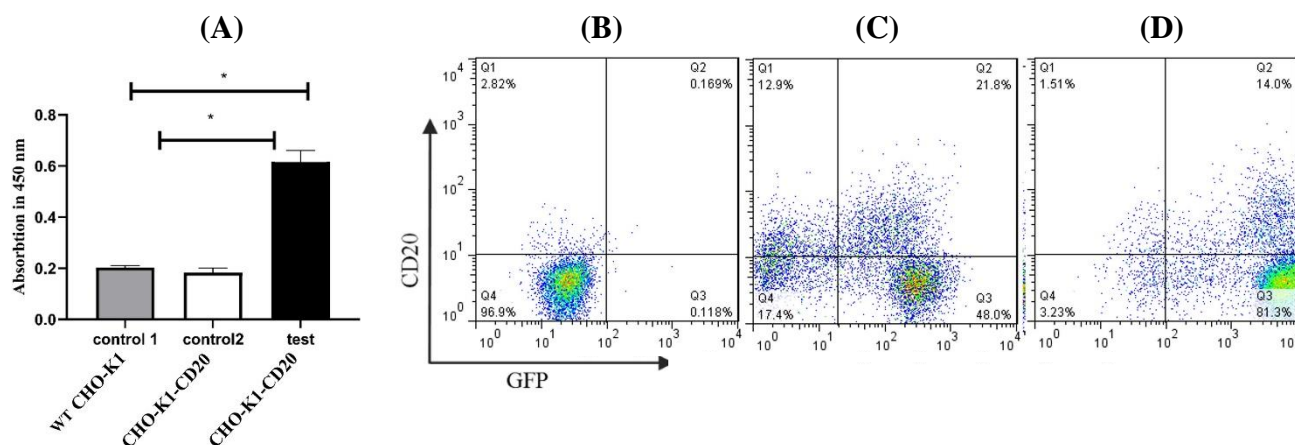 (A)
*
*
0.8
0.6
0.4
0.2
0.0
Absorbtion in 450 nm
control 1
control2
test
WT CHO-K1
CHO-K1-CD20
CHO-K1-CD20
(B)
CD20
GFP
10^4
10^3
10^2
10^1
10^0
Q1
2.82%
Q2
0.169%
Q4
96.9%
Q3
0.118%
10^0 10^1 10^2 10^3 10^4
(C)
Q1
12.9%
Q2
21.8%
Q4
17.4%
Q3
48.0%
10^0 10^1 10^2 10^3 10^4
(D)
Q1
1.51%
Q2
14.0%
Q4
3.23%
Q3
81.3%
10^0 10^1 10^2 10^3 10^4